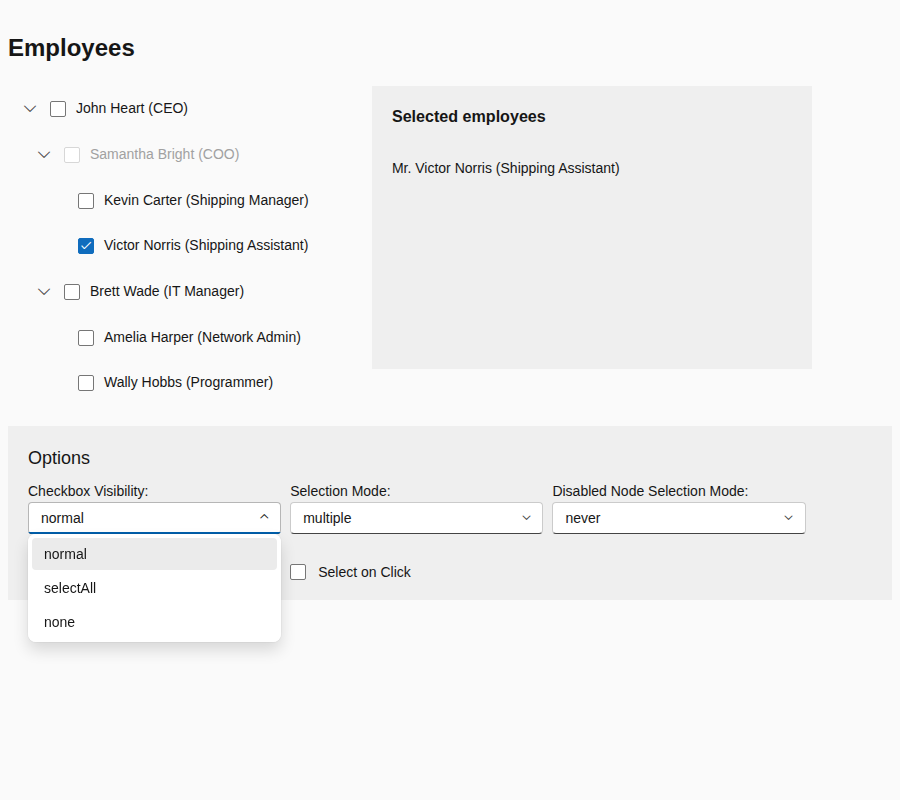 Employees
John Heart (CEO)
Samantha Bright (COO)
Kevin Carter (Shipping Manager)
Victor Norris (Shipping Assistant)
Brett Wade (IT Manager)
Amelia Harper (Network Admin)
Wally Hobbs (Programmer)
Selected employees
Mr. Victor Norris (Shipping Assistant)
Options
Checkbox Visibility:
normal
normal
selectAll
none
Selection Mode:
multiple
Select on Click
Disabled Node Selection Mode:
never